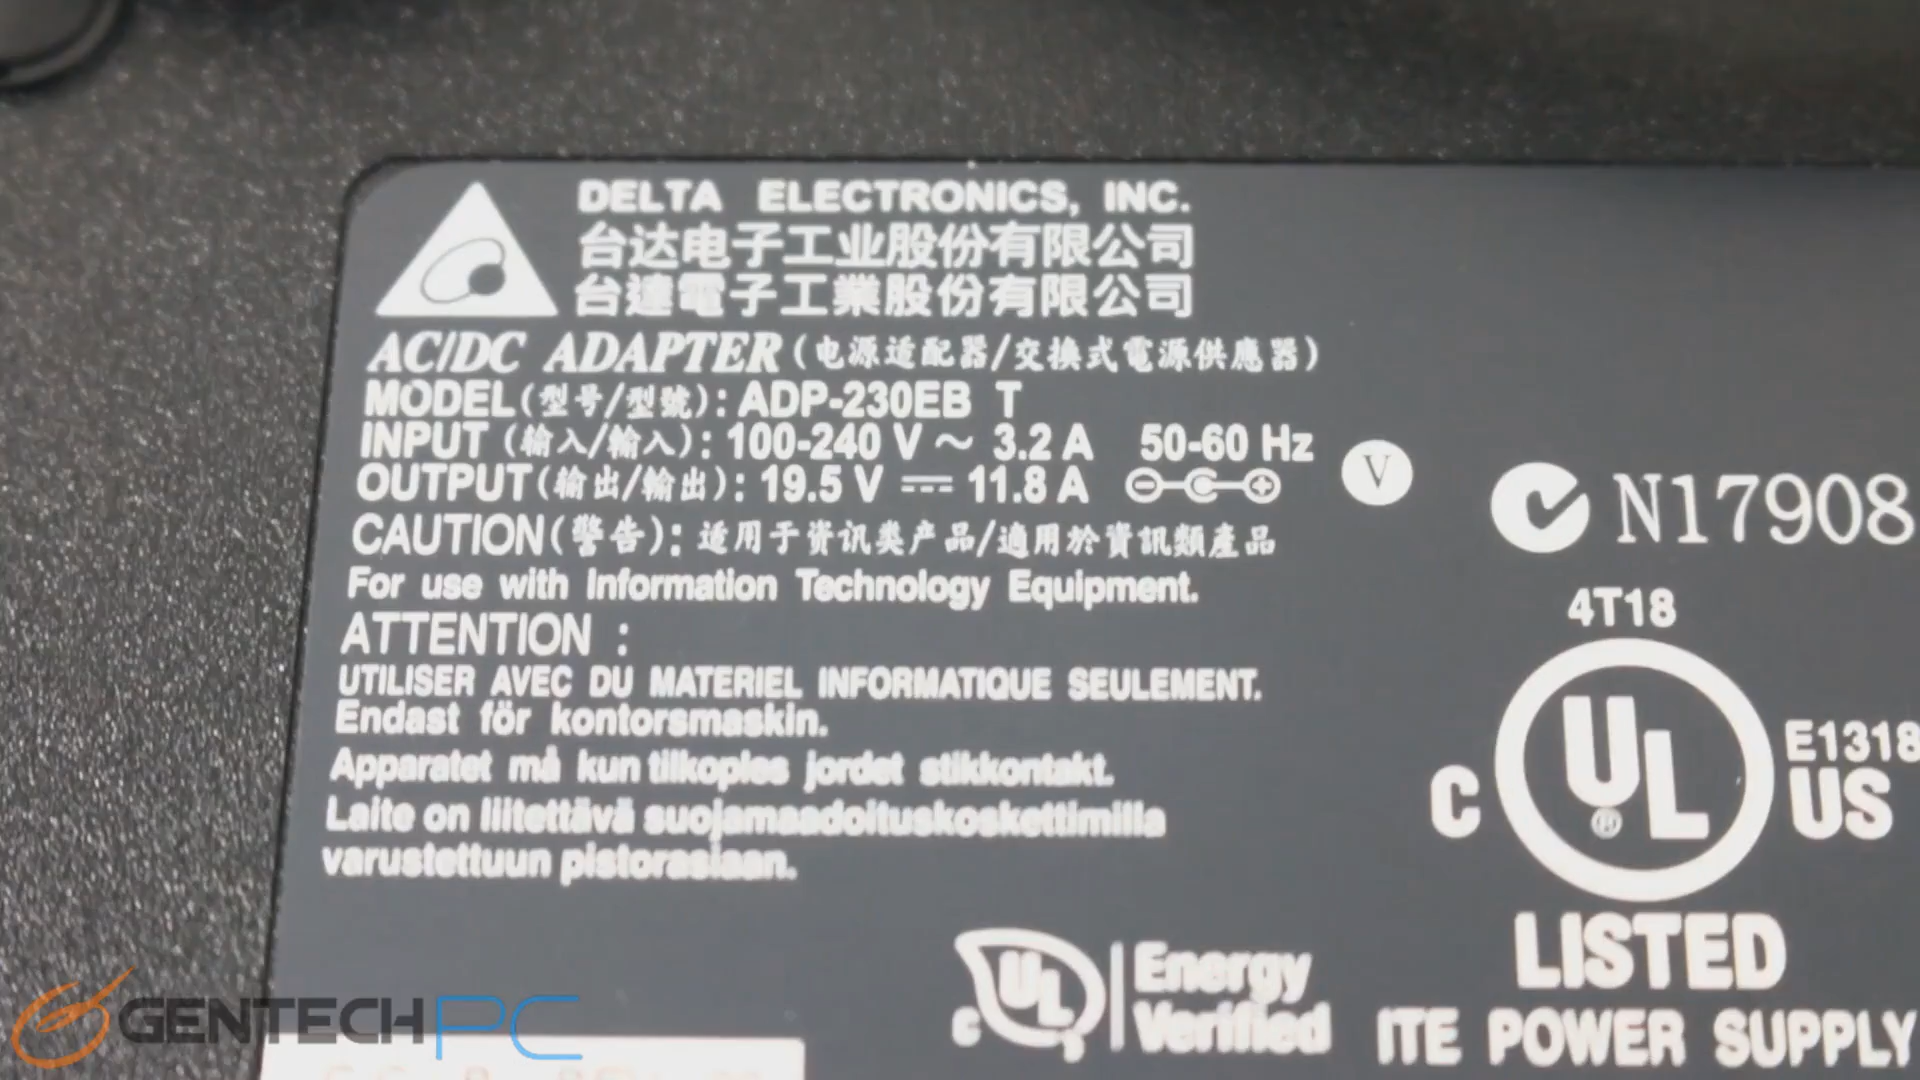 DELTA ELECTRONICS, INC.
台达电子工业股份有限公司
台達電子工業股份有限公司
AC/DC ADAPTER (电源适配器/交換式電源供應器)
MODEL(型号/型號): ADP-230EB T
INPUT (输入/輸入): 100-240 V ~ 3.2 A 50-60 Hz
OUTPUT(输出/輸出): 19.5 V ⎓ 11.8 A
V
CAUTION(警告): 适用于资讯类产品/適用於資訊類產品
For use with Information Technology Equipment.
ATTENTION :
UTILISER AVEC DU MATERIEL INFORMATIQUE SEULEMENT.
Endast för kontorsmaskin.
Apparatet må kun tilkoples jordet stikkontakt.
Laite on liitettävä suojamaadoituskoskettimilla
varustettuun pistorasiaan.
N17908
4T18
C UL ® US
E1318
LISTED
ITE POWER SUPPLY
C UL
Energy
Verified
GENTECH PC